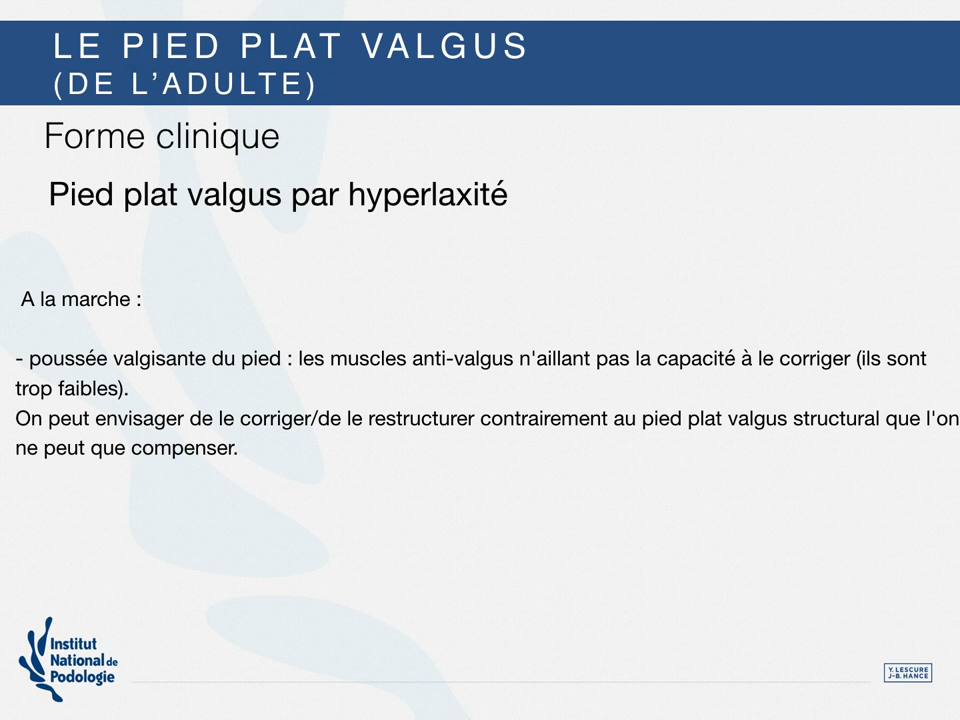 LE PIED PLAT VALGUS
(DE L’ADULTE)
Forme clinique
Pied plat valgus par hyperlaxité
A la marche :
- poussée valgisante du pied : les muscles anti-valgus n'aillant pas la capacité à le corriger (ils sont
trop faibles).
On peut envisager de le corriger/de le restructurer contrairement au pied plat valgus structural que l'on
ne peut que compenser.
Institut
National de
Podologie
Y. LESCURE
J-B. HANCE